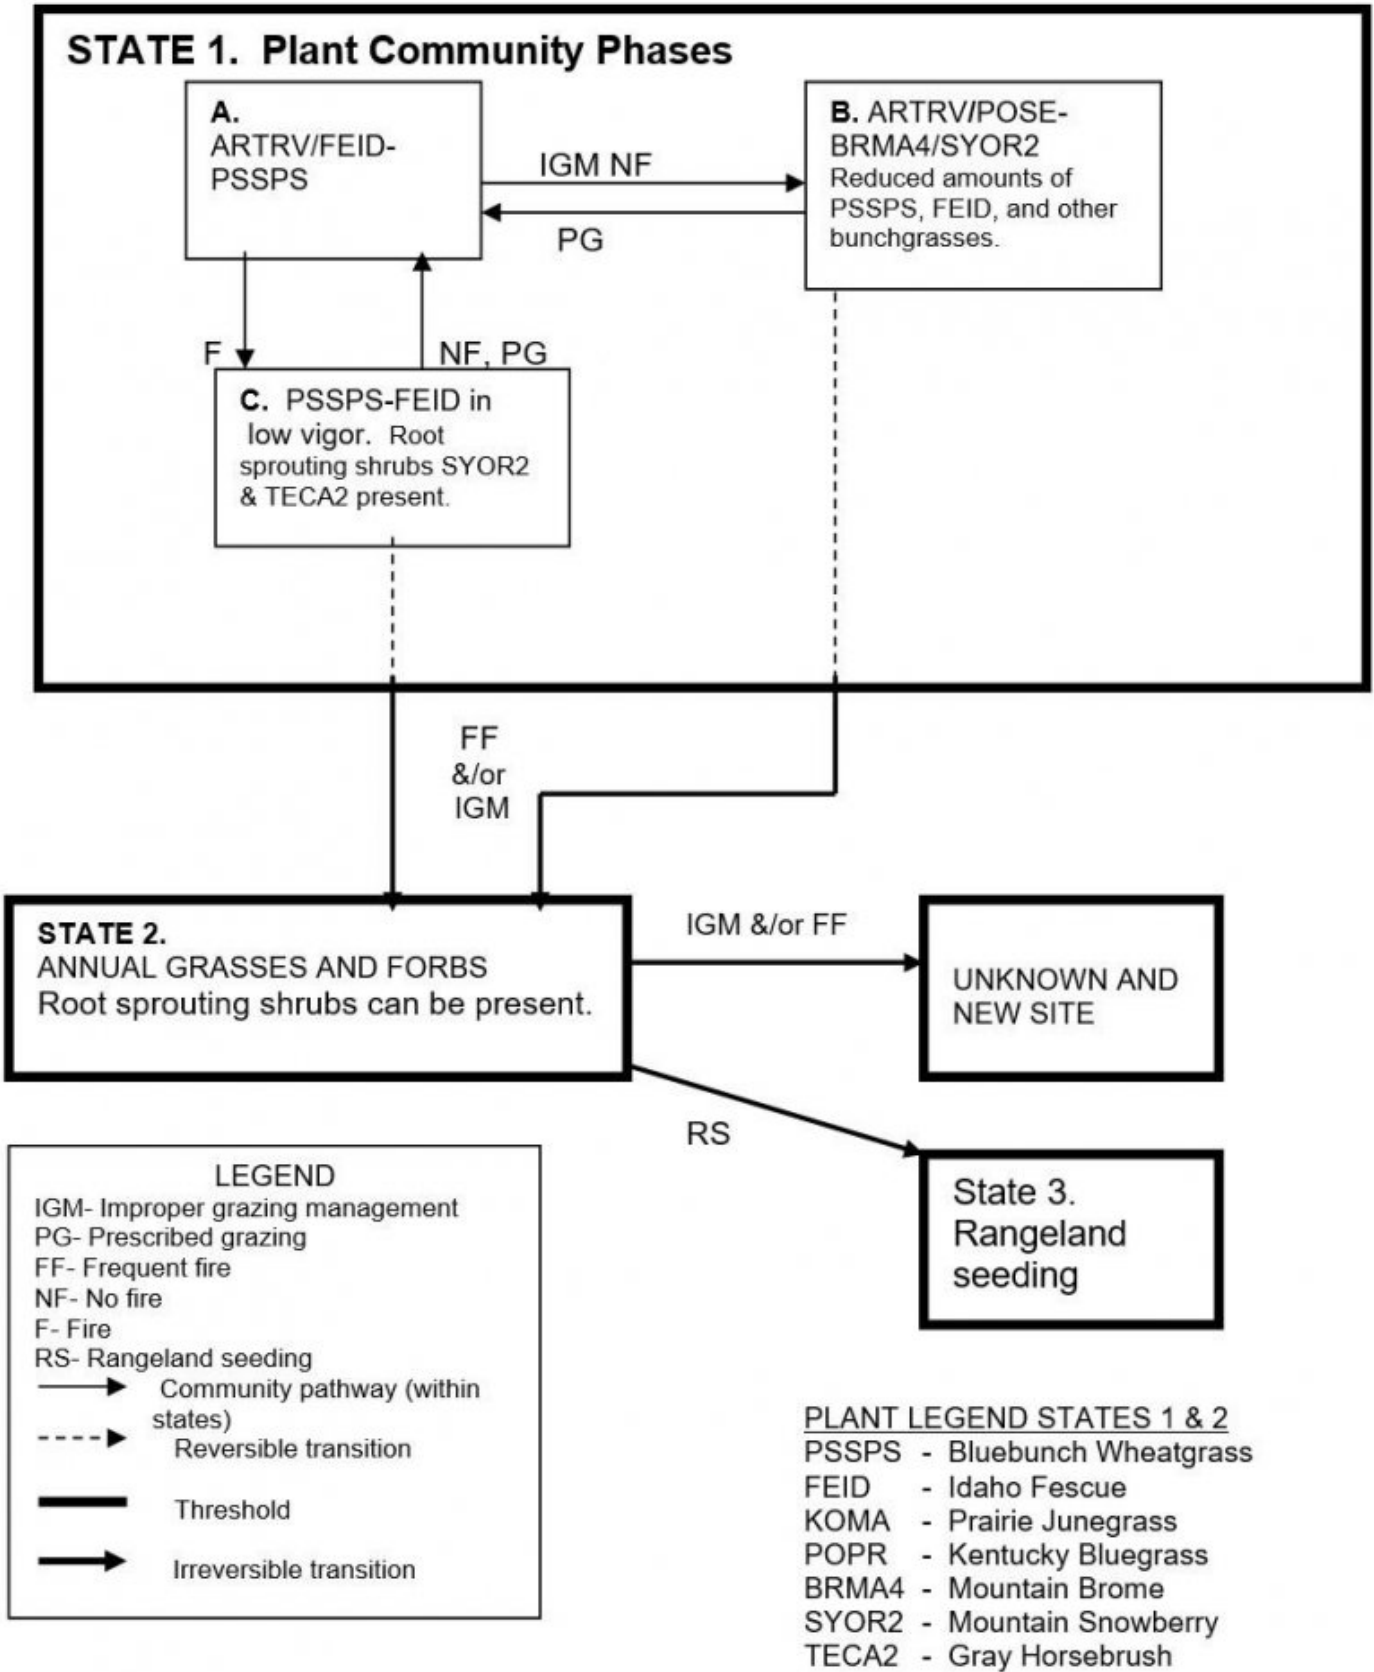 STATE 1.  Plant Community Phases
A.
ARTRV/FEID-
PSSPS
IGM NF
PG
B. ARTRV/POSE-
BRMA4/SYOR2
Reduced amounts of
PSSPS, FEID, and other
bunchgrasses.
F
NF, PG
C.  PSSPS-FEID in
low vigor.  Root
sprouting shrubs SYOR2
& TECA2 present.
FF
&/or
IGM
STATE 2.
ANNUAL GRASSES AND FORBS
Root sprouting shrubs can be present.
IGM &/or FF
UNKNOWN AND
NEW SITE
RS
State 3.
Rangeland
seeding
LEGEND
IGM- Improper grazing management
PG- Prescribed grazing
FF- Frequent fire
NF- No fire
F- Fire
RS- Rangeland seeding
Community pathway (within
states)
Reversible transition
Threshold
Irreversible transition
PLANT LEGEND STATES 1 & 2
PSSPS - Bluebunch Wheatgrass
FEID - Idaho Fescue
KOMA - Prairie Junegrass
POPR - Kentucky Bluegrass
BRMA4 - Mountain Brome
SYOR2 - Mountain Snowberry
TECA2 - Gray Horsebrush